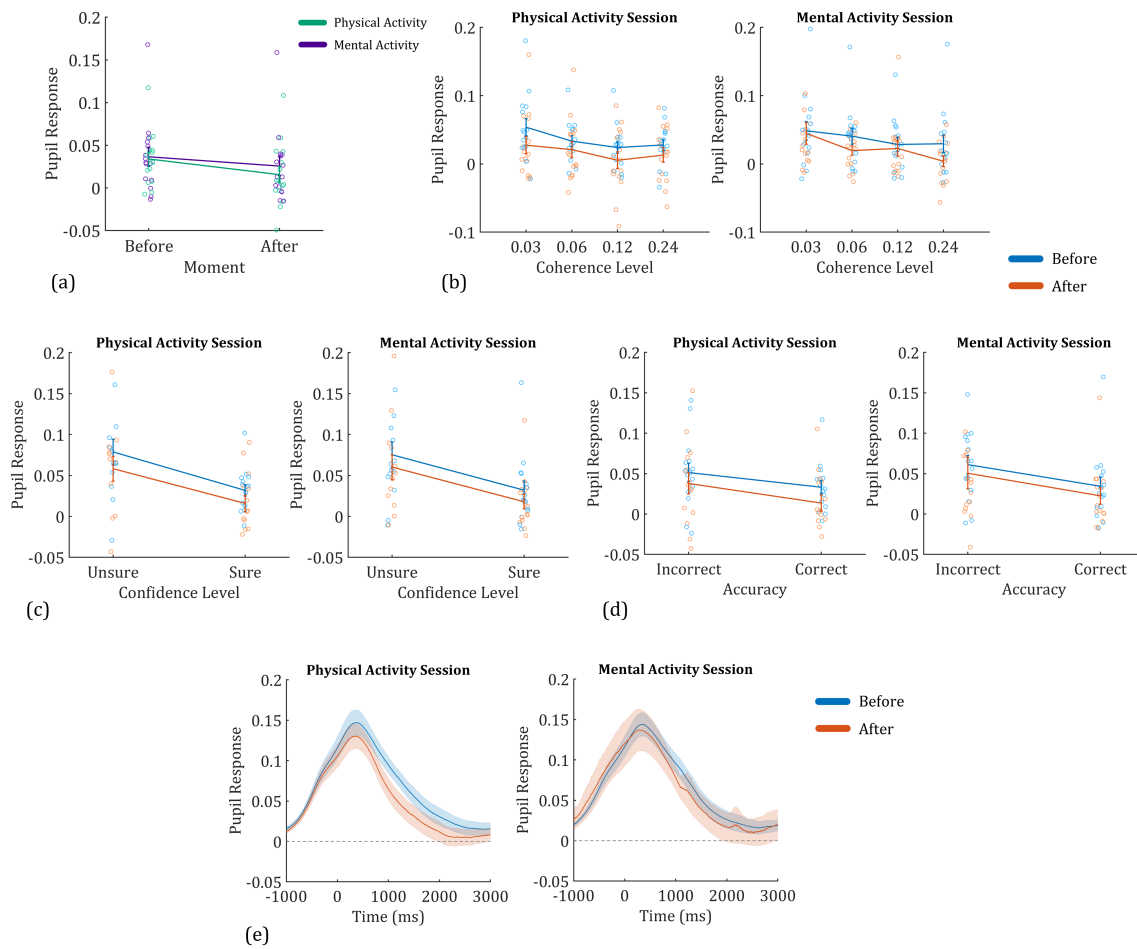 0.2
0.15
0.1
0.05
0
-0.05
Pupil Response
Before
After
Moment
Physical Activity
Mental Activity
(a)
Physical Activity Session
0.2
0.1
0
-0.1
Pupil Response
0.03 0.06 0.12 0.24
Coherence Level
(b)
Mental Activity Session
0.2
0.1
0
-0.1
Pupil Response
0.03 0.06 0.12 0.24
Coherence Level
Before
After
Physical Activity Session
0.2
0.15
0.1
0.05
0
-0.05
Pupil Response
Unsure
Sure
Confidence Level
(c)
Mental Activity Session
0.2
0.15
0.1
0.05
0
-0.05
Pupil Response
Unsure
Sure
Confidence Level
Physical Activity Session
0.2
0.15
0.1
0.05
0
-0.05
Pupil Response
Incorrect
Correct
Accuracy
(d)
Mental Activity Session
0.2
0.15
0.1
0.05
0
-0.05
Pupil Response
Incorrect
Correct
Accuracy
Physical Activity Session
0.2
0.15
0.1
0.05
0
-0.05
Pupil Response
-1000 0 1000 2000 3000
Time (ms)
(e)
Mental Activity Session
0.2
0.15
0.1
0.05
0
-0.05
Pupil Response
-1000 0 1000 2000 3000
Time (ms)
Before
After